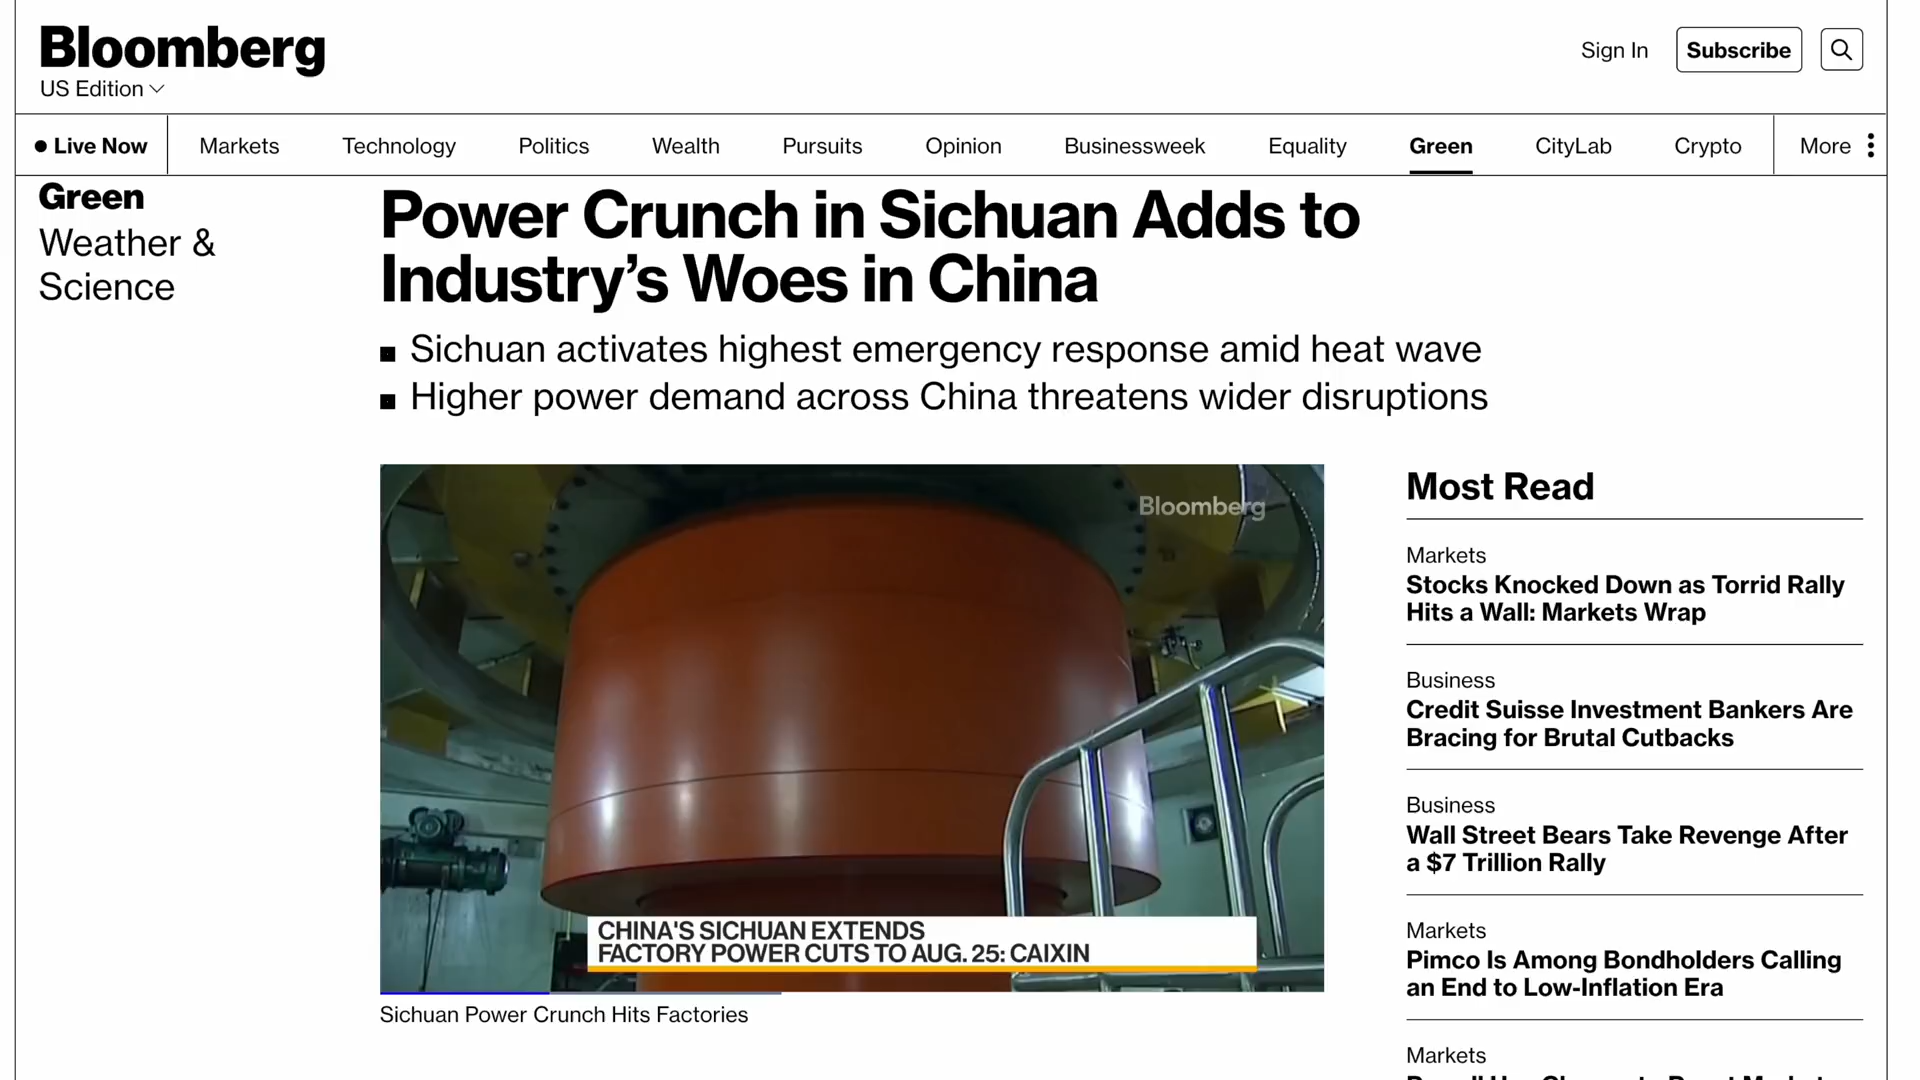 Bloomberg
US Edition
Sign In
Subscribe
Live Now
Markets
Technology
Politics
Wealth
Pursuits
Opinion
Businessweek
Equality
Green
CityLab
Crypto
More
Green
Weather &
Science
Power Crunch in Sichuan Adds to
Industry’s Woes in China
Sichuan activates highest emergency response amid heat wave
Higher power demand across China threatens wider disruptions
Bloomberg
CHINA'S SICHUAN EXTENDS
FACTORY POWER CUTS TO AUG. 25: CAIXIN
Sichuan Power Crunch Hits Factories
Most Read
Markets
Stocks Knocked Down as Torrid Rally
Hits a Wall: Markets Wrap
Business
Credit Suisse Investment Bankers Are
Bracing for Brutal Cutbacks
Business
Wall Street Bears Take Revenge After
a $7 Trillion Rally
Markets
Pimco Is Among Bondholders Calling
an End to Low-Inflation Era
Markets